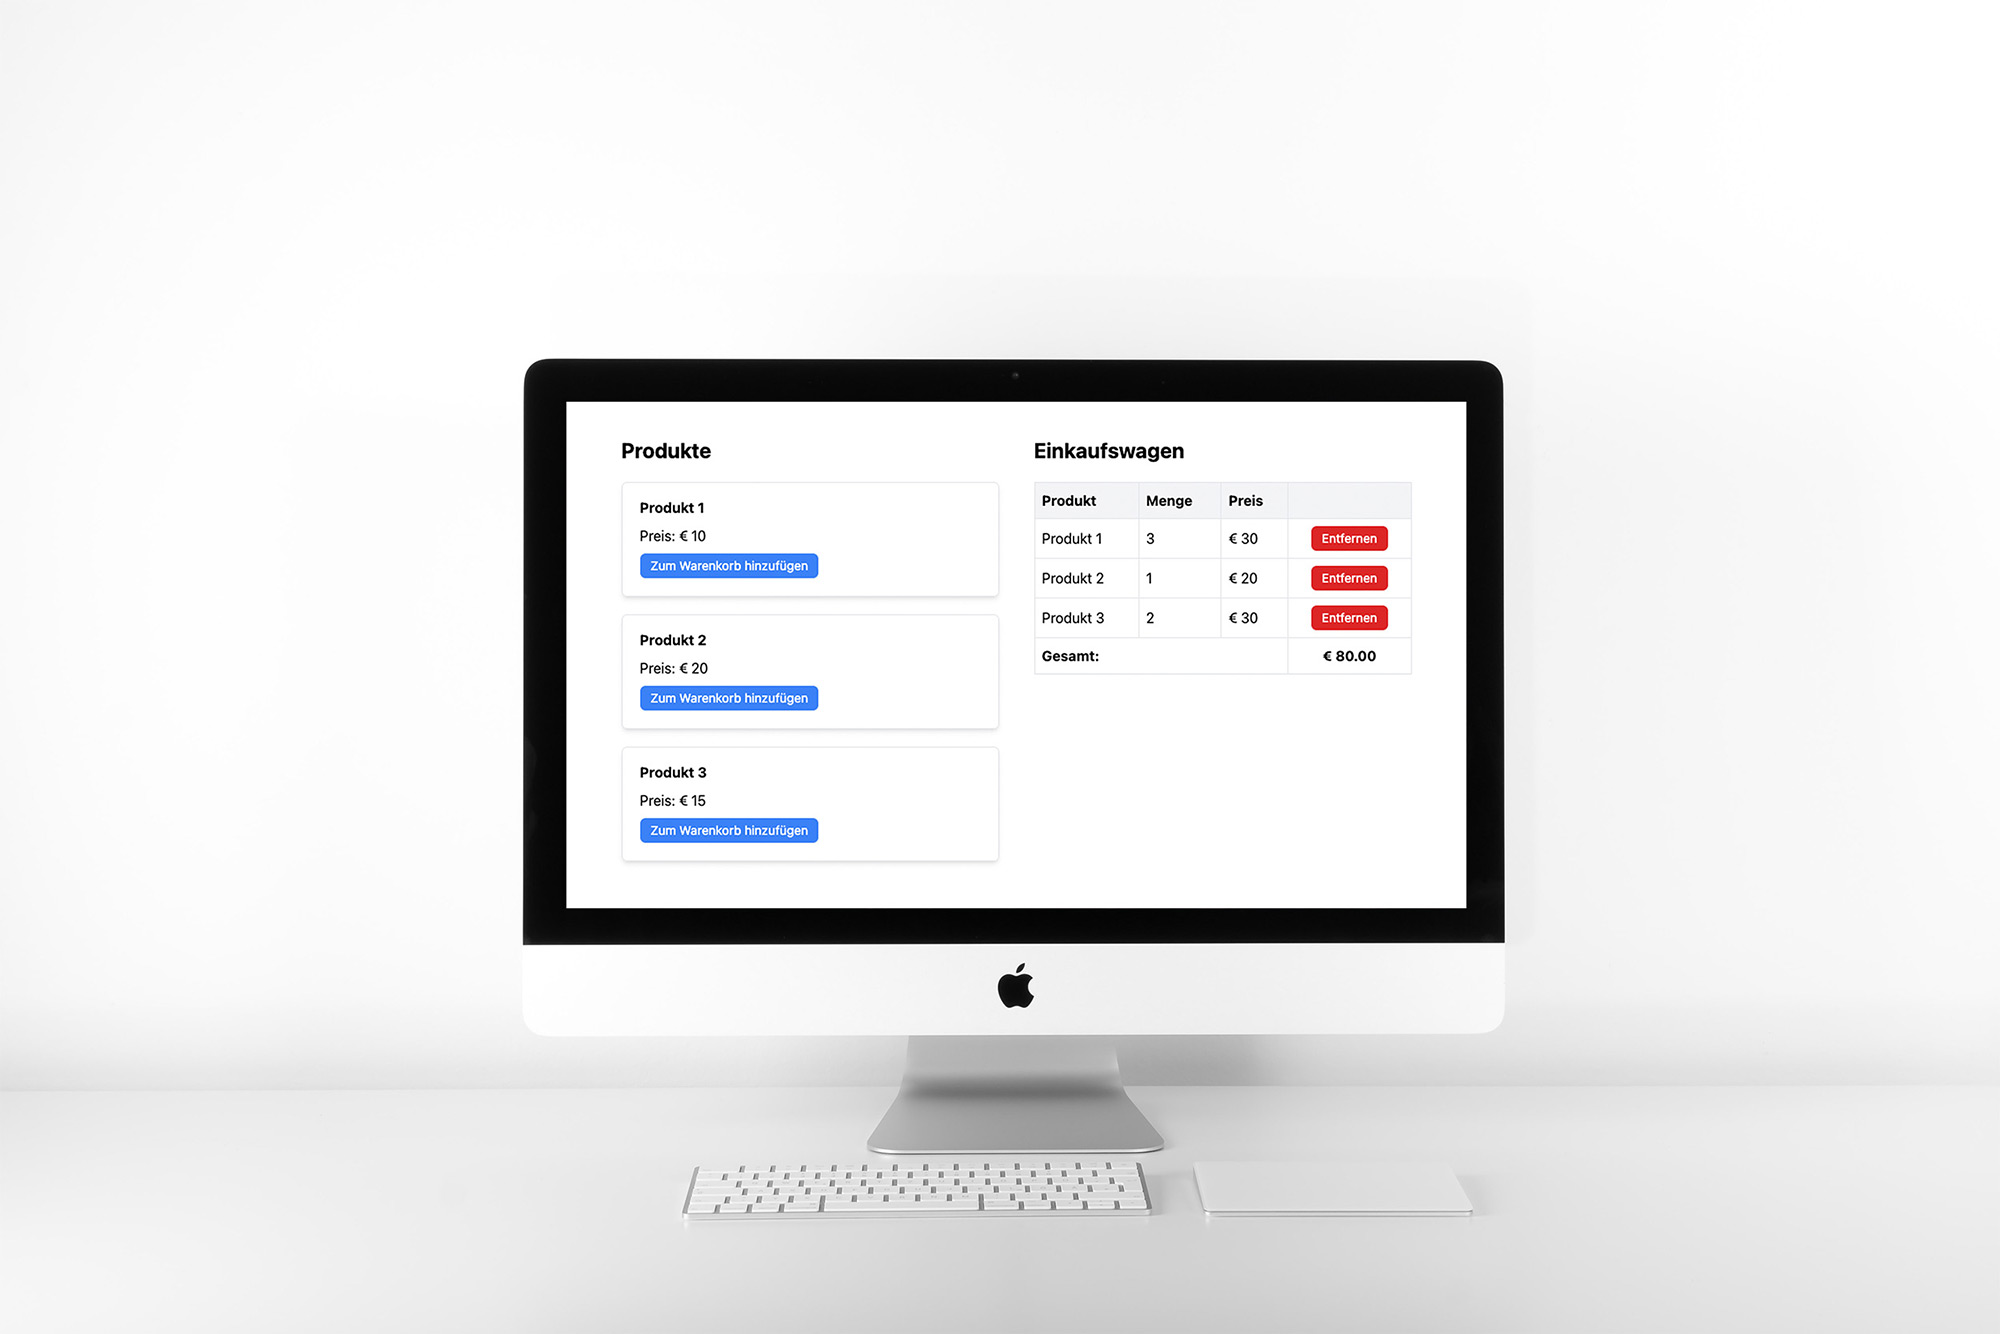 Produkte
Produkt 1
Preis: € 10
Zum Warenkorb hinzufügen
Produkt 2
Preis: € 20
Zum Warenkorb hinzufügen
Produkt 3
Preis: € 15
Zum Warenkorb hinzufügen
Einkaufswagen
Produkt Menge Preis
Produkt 1 3 € 30 Entfernen
Produkt 2 1 € 20 Entfernen
Produkt 3 2 € 30 Entfernen
Gesamt: € 80.00